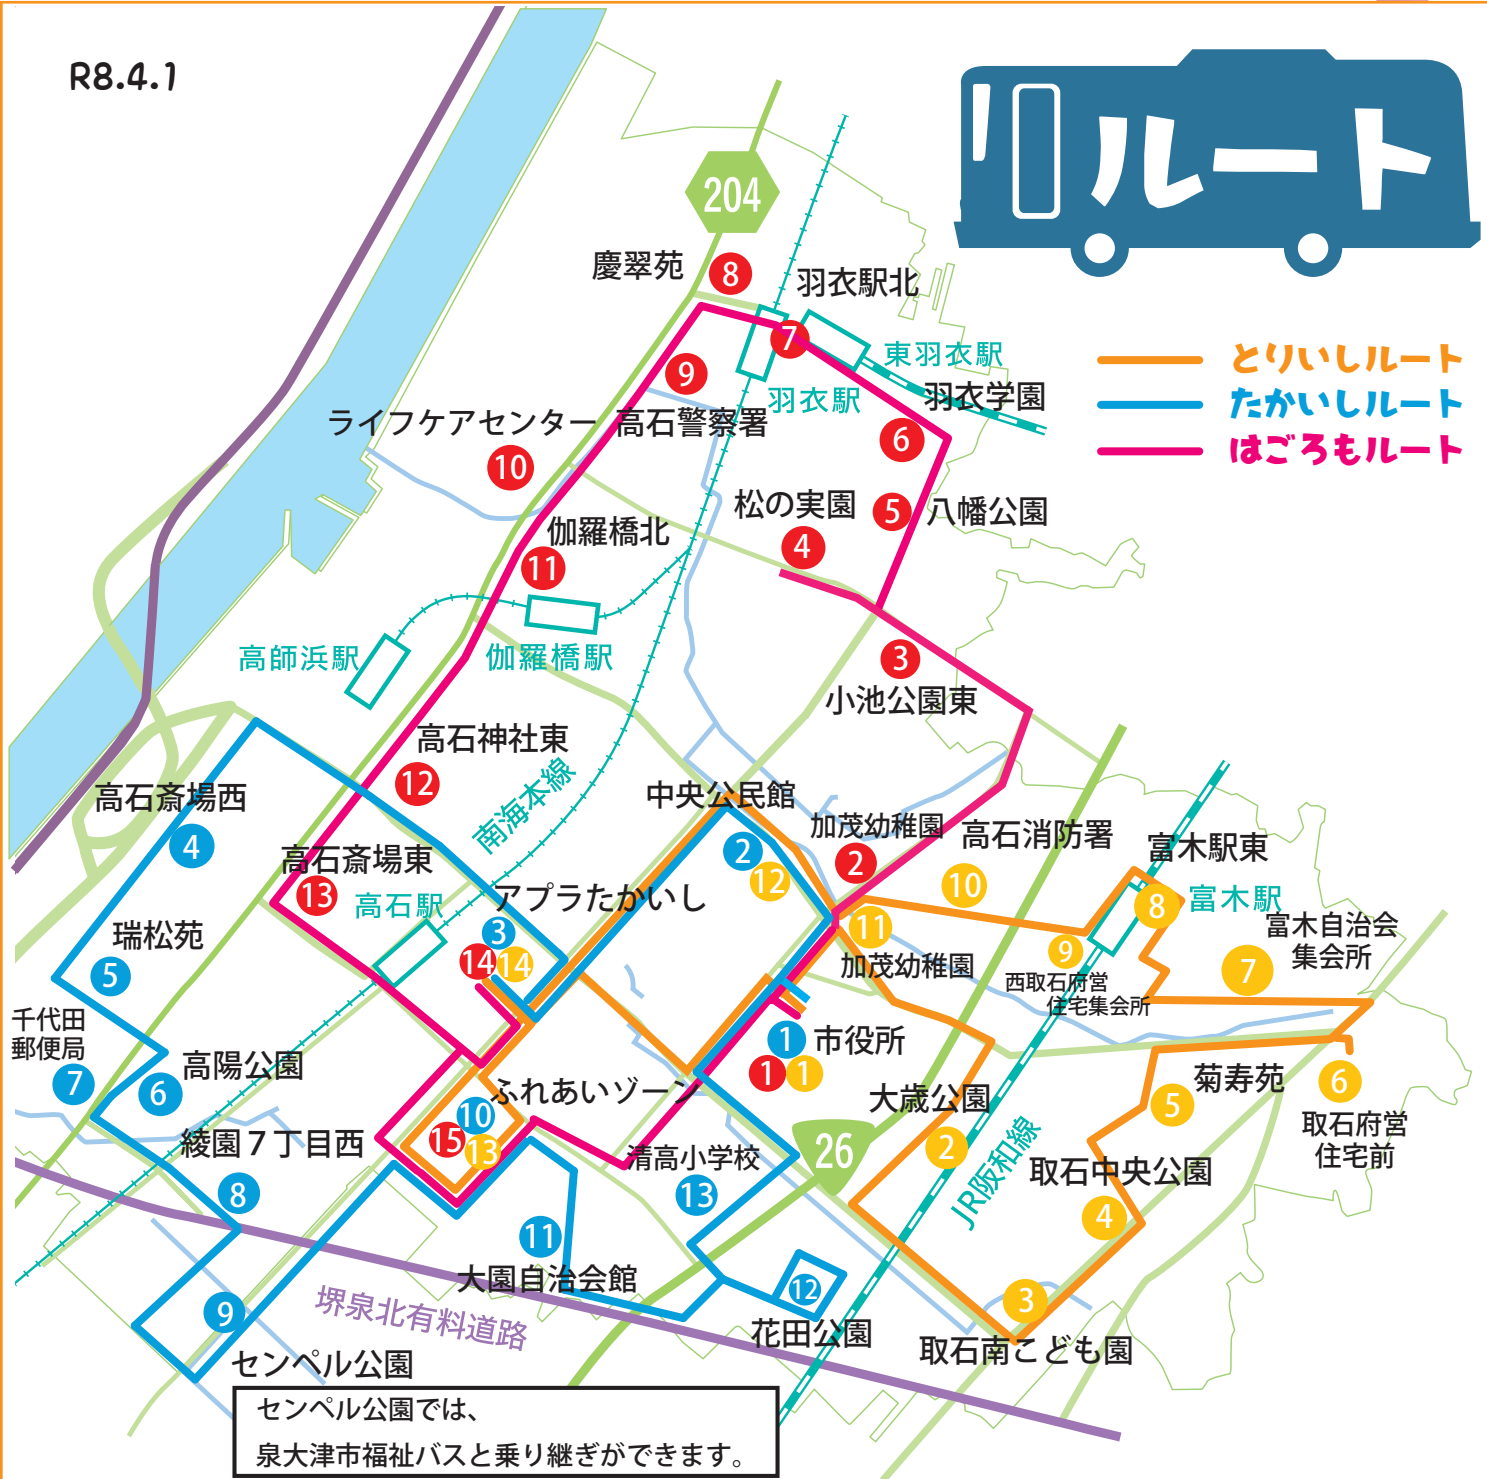 R8.4.1
ルート
204
慶翠苑
8
羽衣駅北
7
東羽衣駅
とりいしルート
9
羽衣駅
羽衣学園
たかいしルート
ライフケアセンター
高石警察署
6
はごろもルート
10
松の実園
5
八幡公園
伽羅橋北
4
11
高師浜駅
伽羅橋駅
3
小池公園東
高石神社東
12
南海本線
高石斎場西
4
中央公民館
加茂幼稚園
高石消防署
富木駅東
高石斎場東
2
2
10
13
12
8
富木駅
高石駅
アプラたかいし
瑞松苑
3
11
富木自治会
集会所
5
14
14
加茂幼稚園
9
7
西取石府営
住宅集会所
千代田
郵便局
1
市役所
7
高陽公園
1
1
6
ふれあいゾーン
大歳公園
菊寿苑
6
10
5
取石府営
住宅前
綾園７丁目西
15
13
清高小学校
26
2
JR阪和線
取石中央公園
8
13
4
11
大園自治会館
12
9
堺泉北有料道路
花田公園
3
取石南こども園
センペル公園
センペル公園では、
泉大津市福祉バスと乗り継ぎができます。